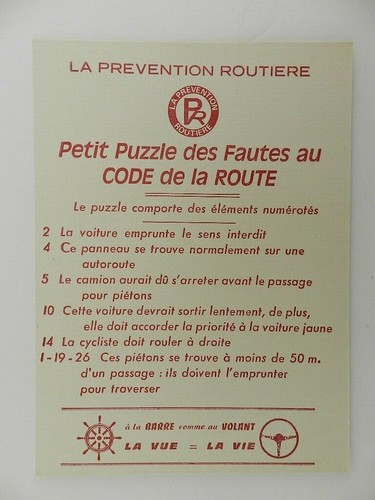 LA PREVENTION ROUTIERE
LA PREVENTION
PR
ROUTIERE
Petit Puzzle des Fautes au
CODE de la ROUTE
Le puzzle comporte des éléments numérotés
2 La voiture emprunte le sens interdit
4 Ce panneau se trouve normalement sur une
autoroute
5 Le camion aurait dû s'arreter avant le passage
pour piétons
10 Cette voiture devrait sortir lentement, de plus,
elle doit accorder la priorité à la voiture jaune
14 La cycliste doit rouler à droite
1-19-26 Ces piétons se trouve à moins de 50 m.
d'un passage : ils doivent l'emprunter
pour traverser
à la BARRE comme au VOLANT
LA VUE = LA VIE